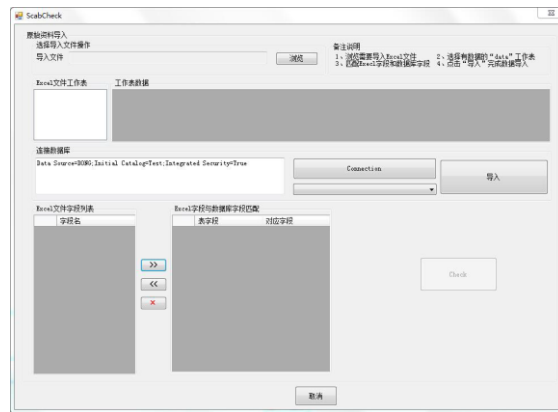 ScabCheck
原始资料导入
选择导入文件操作
导入文件
浏览
备注说明
1、浏览需要导入Excel文件 2、选择有数据的“data”工作表
3、匹配Excel字段和数据库字段 4、点击“导入”完成数据导入
Excel文件工作表 工作表数据
连接数据库
Data Source=DONG;Initial Catalog=Test;Integrated Security=True
Connection
导入
Excel文件字段列表 Excel字段与数据库字段匹配
字段名 表字段 对应字段
>>
<<
×
Check
取消